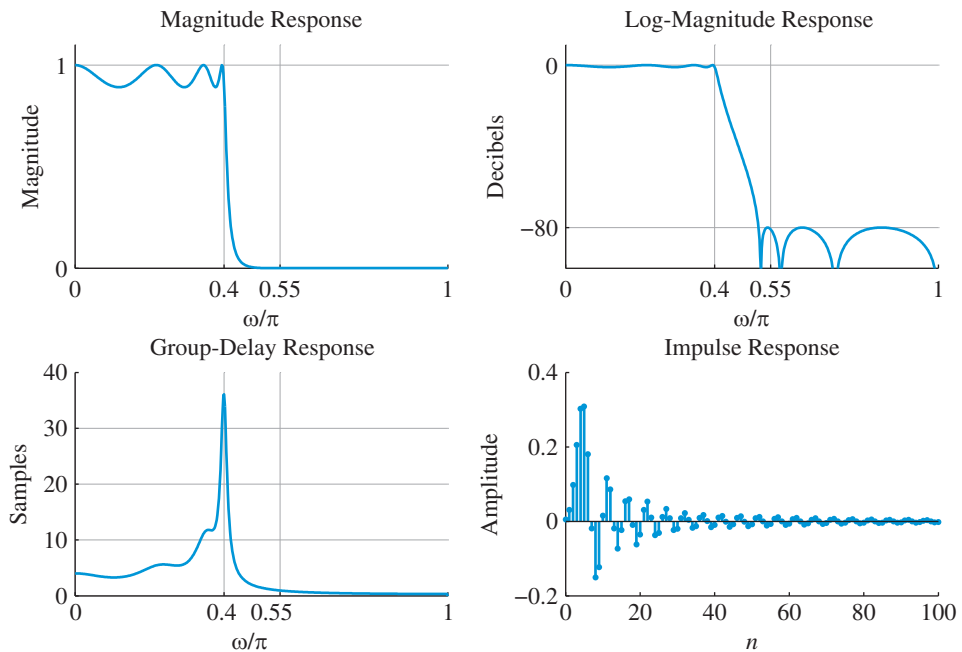 Magnitude Response
Magnitude
1
0
0
0.4
0.55
1
ω/π
Log-Magnitude Response
Decibels
0
−80
0
0.4
0.55
1
ω/π
Group-Delay Response
Samples
40
30
20
10
0
0
0.4
0.55
1
ω/π
Impulse Response
Amplitude
0.4
0.2
0
−0.2
0
20
40
60
80
100
n